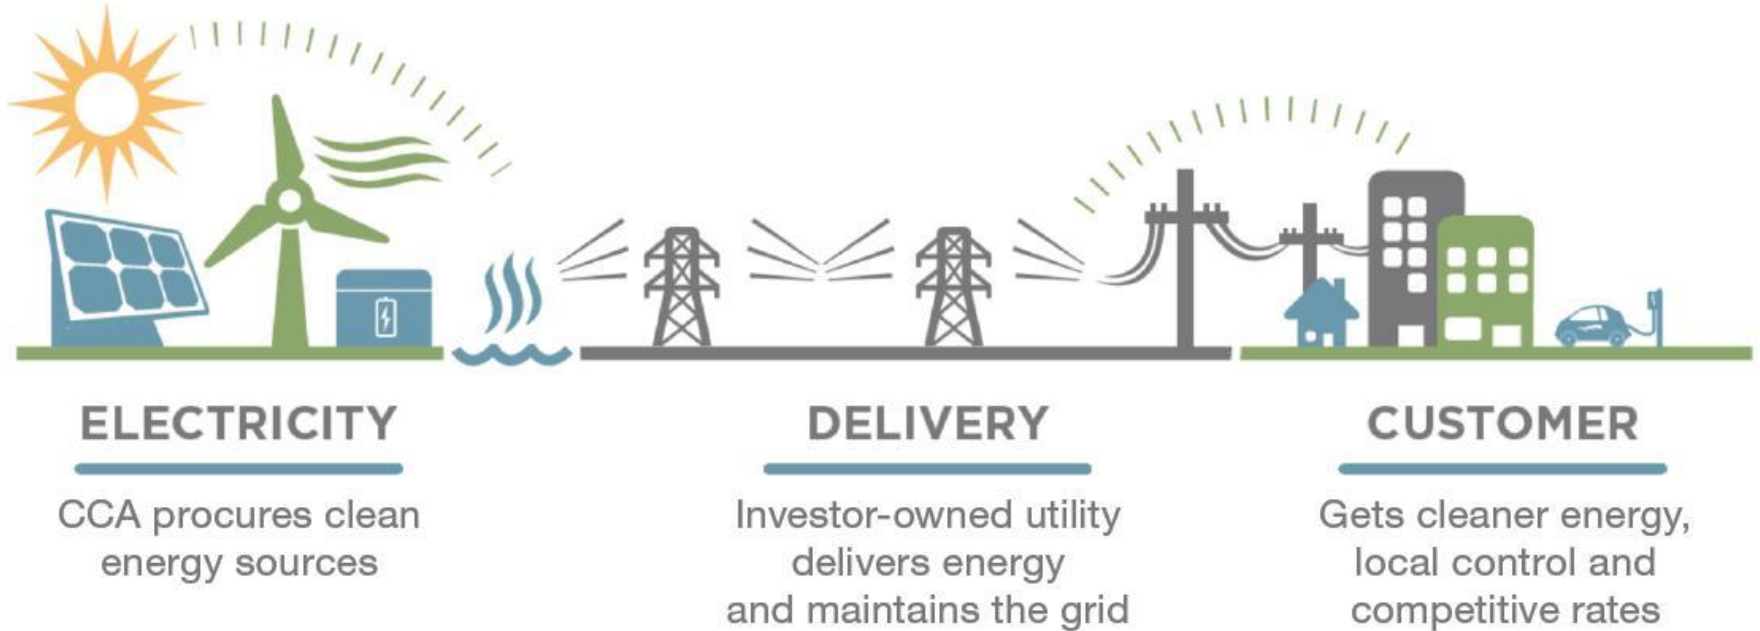 ELECTRICITY
CCA procures clean
energy sources
DELIVERY
Investor-owned utility
delivers energy
and maintains the grid
CUSTOMER
Gets cleaner energy,
local control and
competitive rates